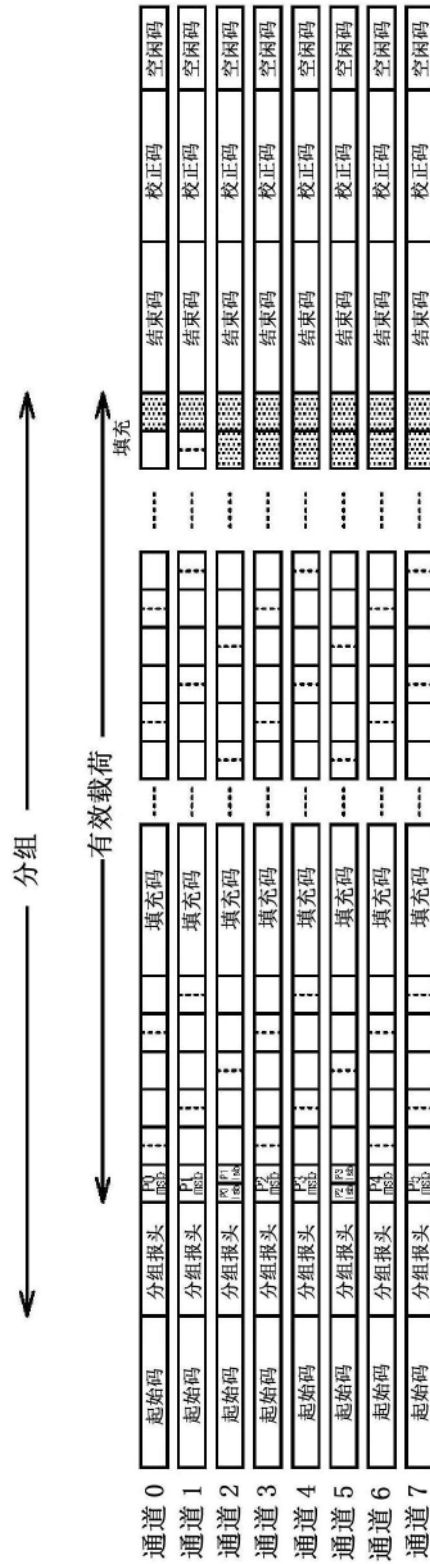 分组
有效载荷
填充
通道 0 起始码 分组报头 P0 msb 填充码 结束码 校正码 空闲码
通道 1 起始码 分组报头 P1 msb 填充码 结束码 校正码 空闲码
通道 2 起始码 分组报头 P0 lsb P1 lsb 填充码 结束码 校正码 空闲码
通道 3 起始码 分组报头 P2 msb 填充码 结束码 校正码 空闲码
通道 4 起始码 分组报头 P3 msb 填充码 结束码 校正码 空闲码
通道 5 起始码 分组报头 P2 lsb P3 lsb 填充码 结束码 校正码 空闲码
通道 6 起始码 分组报头 P4 msb 填充码 结束码 校正码 空闲码
通道 7 起始码 分组报头 P5 msb 填充码 结束码 校正码 空闲码